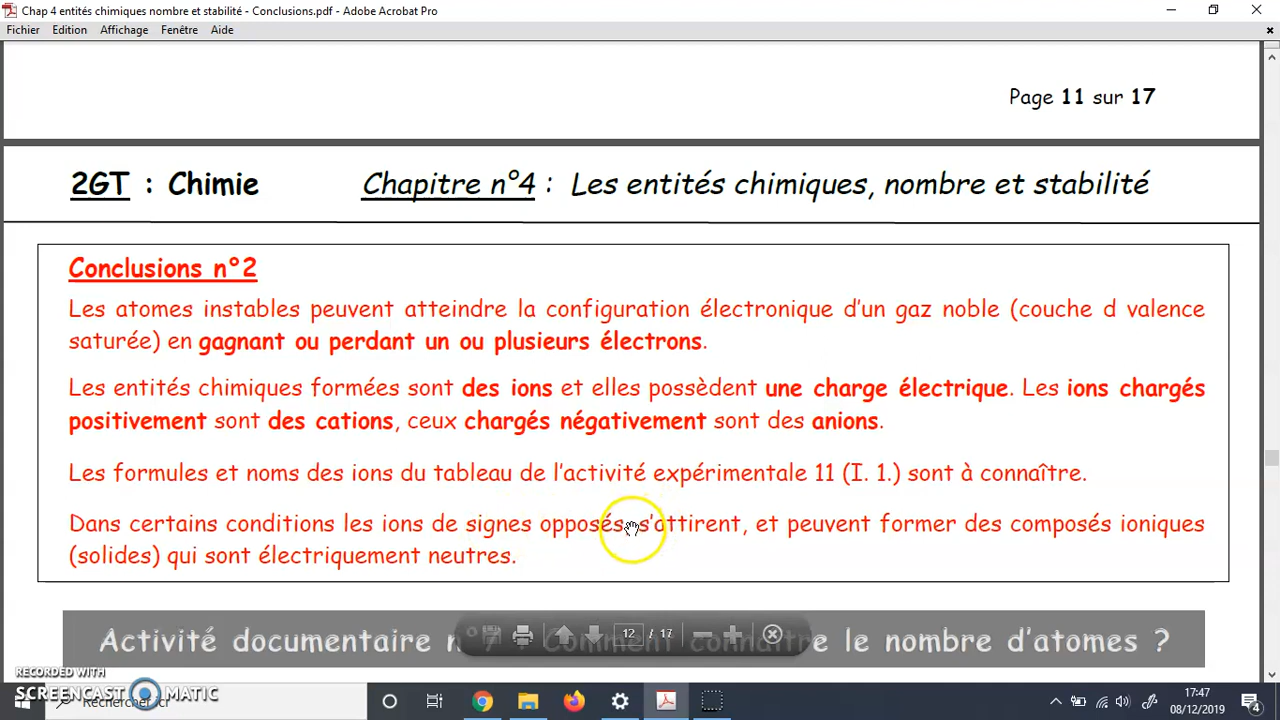 Chap 4 entités chimiques nombre et stabilité - Conclusions.pdf - Adobe Acrobat Pro
Fichier Edition Affichage Fenêtre Aide
Page 11 sur 17
2GT : Chimie Chapitre n°4 : Les entités chimiques, nombre et stabilité
Conclusions n°2
Les atomes instables peuvent atteindre la configuration électronique d’un gaz noble (couche d valence
saturée) en gagnant ou perdant un ou plusieurs électrons.
Les entités chimiques formées sont des ions et elles possèdent une charge électrique. Les ions chargés
positivement sont des cations, ceux chargés négativement sont des anions.
Les formules et noms des ions du tableau de l’activité expérimentale 11 (I. 1.) sont à connaître.
Dans certains conditions les ions de signes opposés s’attirent, et peuvent former des composés ioniques
(solides) qui sont électriquement neutres.
Activité documentaire n° 7 : Comment connaître le nombre d’atomes ?
12 / 17
RECORDED WITH
SCREENCAST MATIC
Rechercher ici
17:47
08/12/2019
4